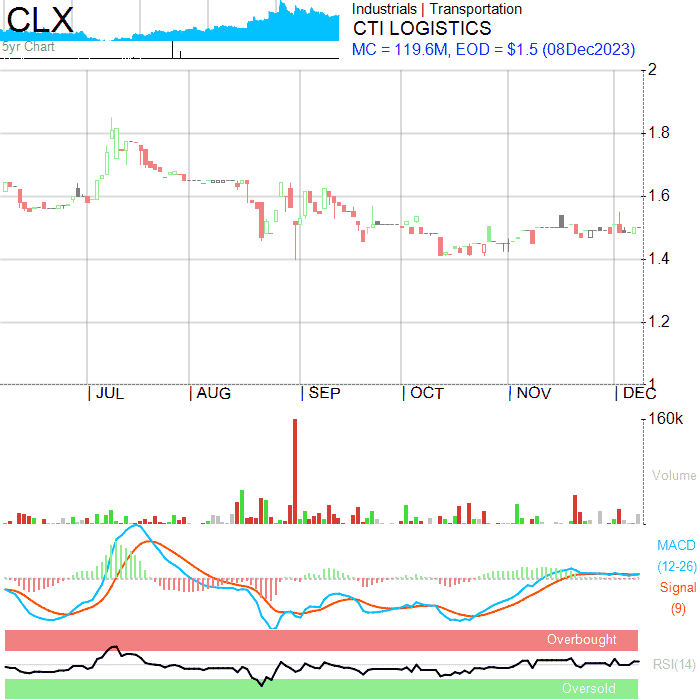 CLX
Industrials | Transportation
CTI LOGISTICS
5yr Chart
MC = 119.6M, EOD = $1.5 (08Dec2023)
2
1.8
1.6
1.4
1.2
1
JUL AUG SEP OCT NOV DEC
160k
Volume
MACD
(12-26)
Signal
(9)
Overbought
RSI(14)
Oversold